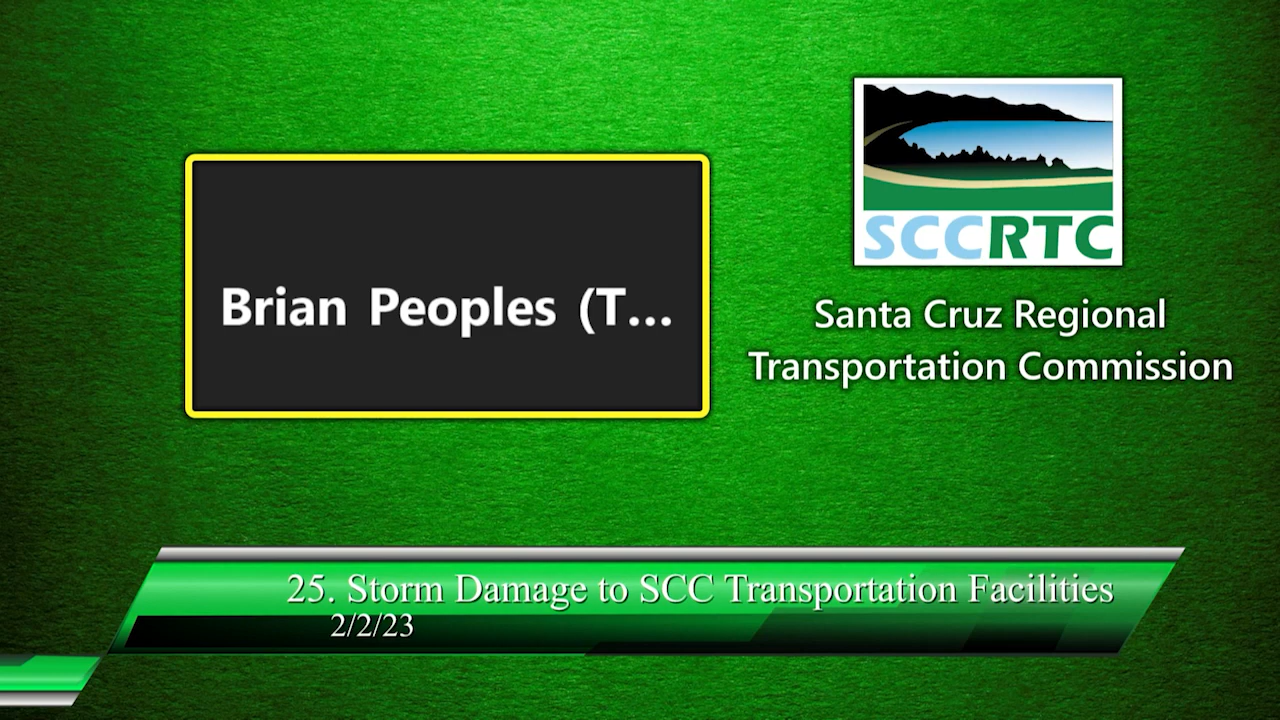 Brian Peoples (T...
SCCRTC
Santa Cruz Regional
Transportation Commission
25. Storm Damage to SCC Transportation Facilities
2/2/23